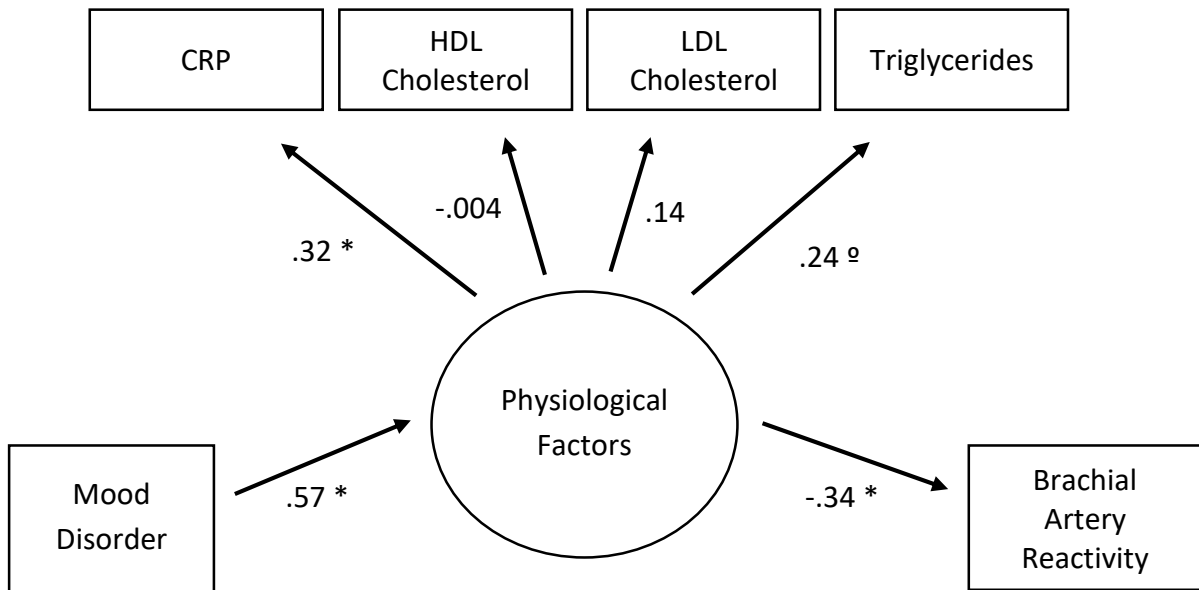 CRP
HDL
Cholesterol
LDL
Cholesterol
Triglycerides
.32 *
-.004
.14
.24 º
Physiological
Factors
Mood
Disorder
.57 *
-.34 *
Brachial
Artery
Reactivity